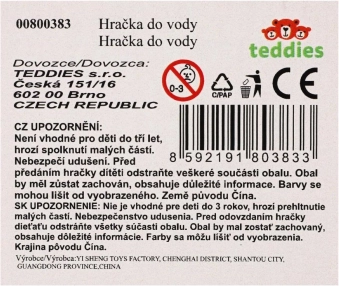 00800383 Hračka do vody
Hračka do vody
teddies
Dovozce/Dovozca:
TEDDIES s.r.o.
Česká 151/16
602 00 Brno
CZECH REPUBLIC
0-3
C/PAP
CE
8 592191 803833
CZ UPOZORNĚNÍ:
Není vhodné pro děti do tří let,
hrozí spolknutí malých částí.
Nebezpečí udušení. Před
předáním hračky dítěti odstraňte veškeré součásti obalu. Obal
by měl zůstat zachován, obsahuje důležité informace. Barvy se
mohou lišit od vyobrazeného. Země původu Čína.
SK UPOZORNENIE: Nie je vhodné pre deti do 3 rokov, hrozí prehltnutie
malých častí. Nebezpečenstvo udusenia. Pred odovzdaním hračky
dieťaťu odstráňte všetky súčasti obalu. Obal by mal zostať zachovaný,
obsahuje dôležité informácie. Farby sa môžu líšiť od vyobrazeného.
Krajina pôvodu Čína.
Výrobce/Výrobca:YI SHENG TOYS FACTORY, CHENGHAI DISTRICT, SHANTOU CITY,
GUANGDONG PROVINCE,CHINA